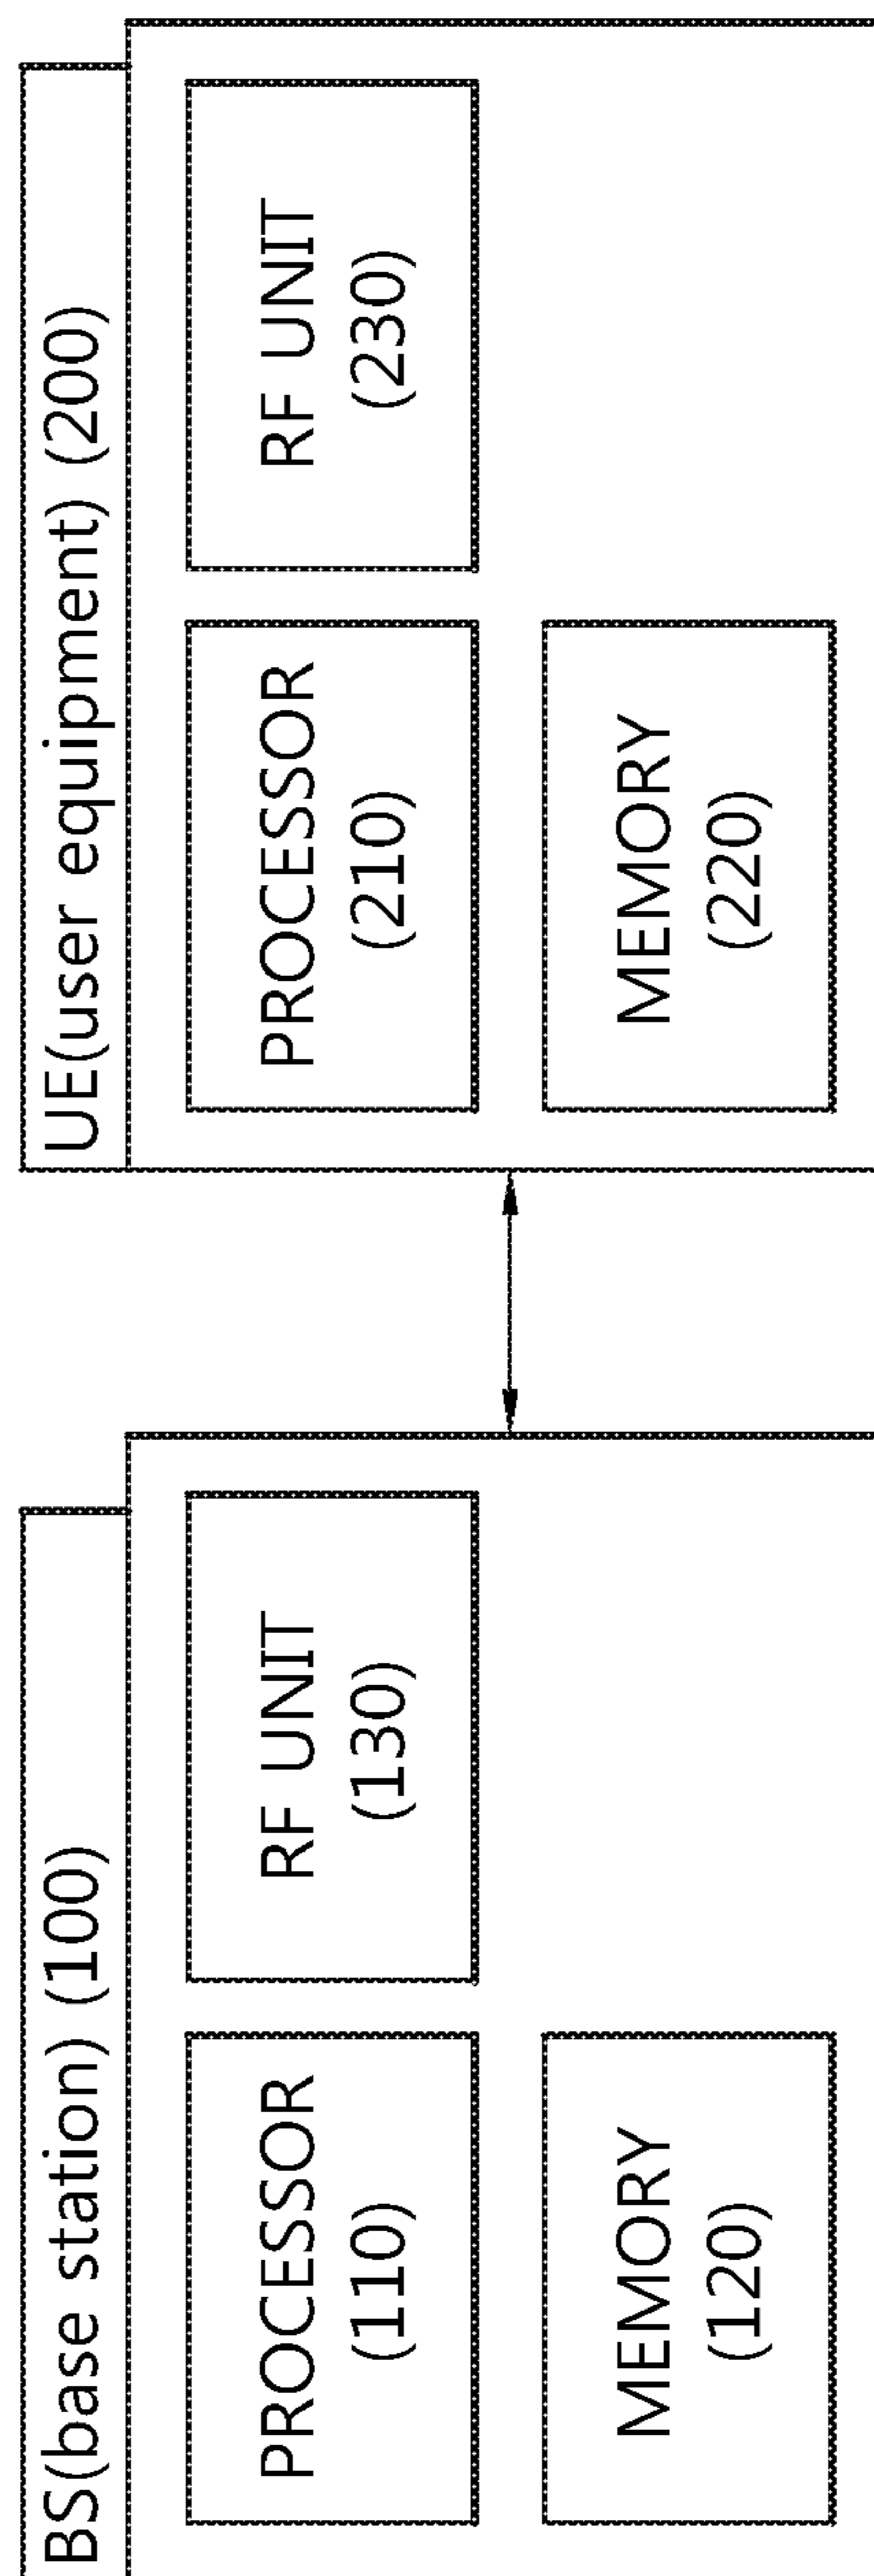 BS(base station) (100)
PROCESSOR
(110)
RF UNIT
(130)
MEMORY
(120)
UE(user equipment) (200)
PROCESSOR
(210)
RF UNIT
(230)
MEMORY
(220)